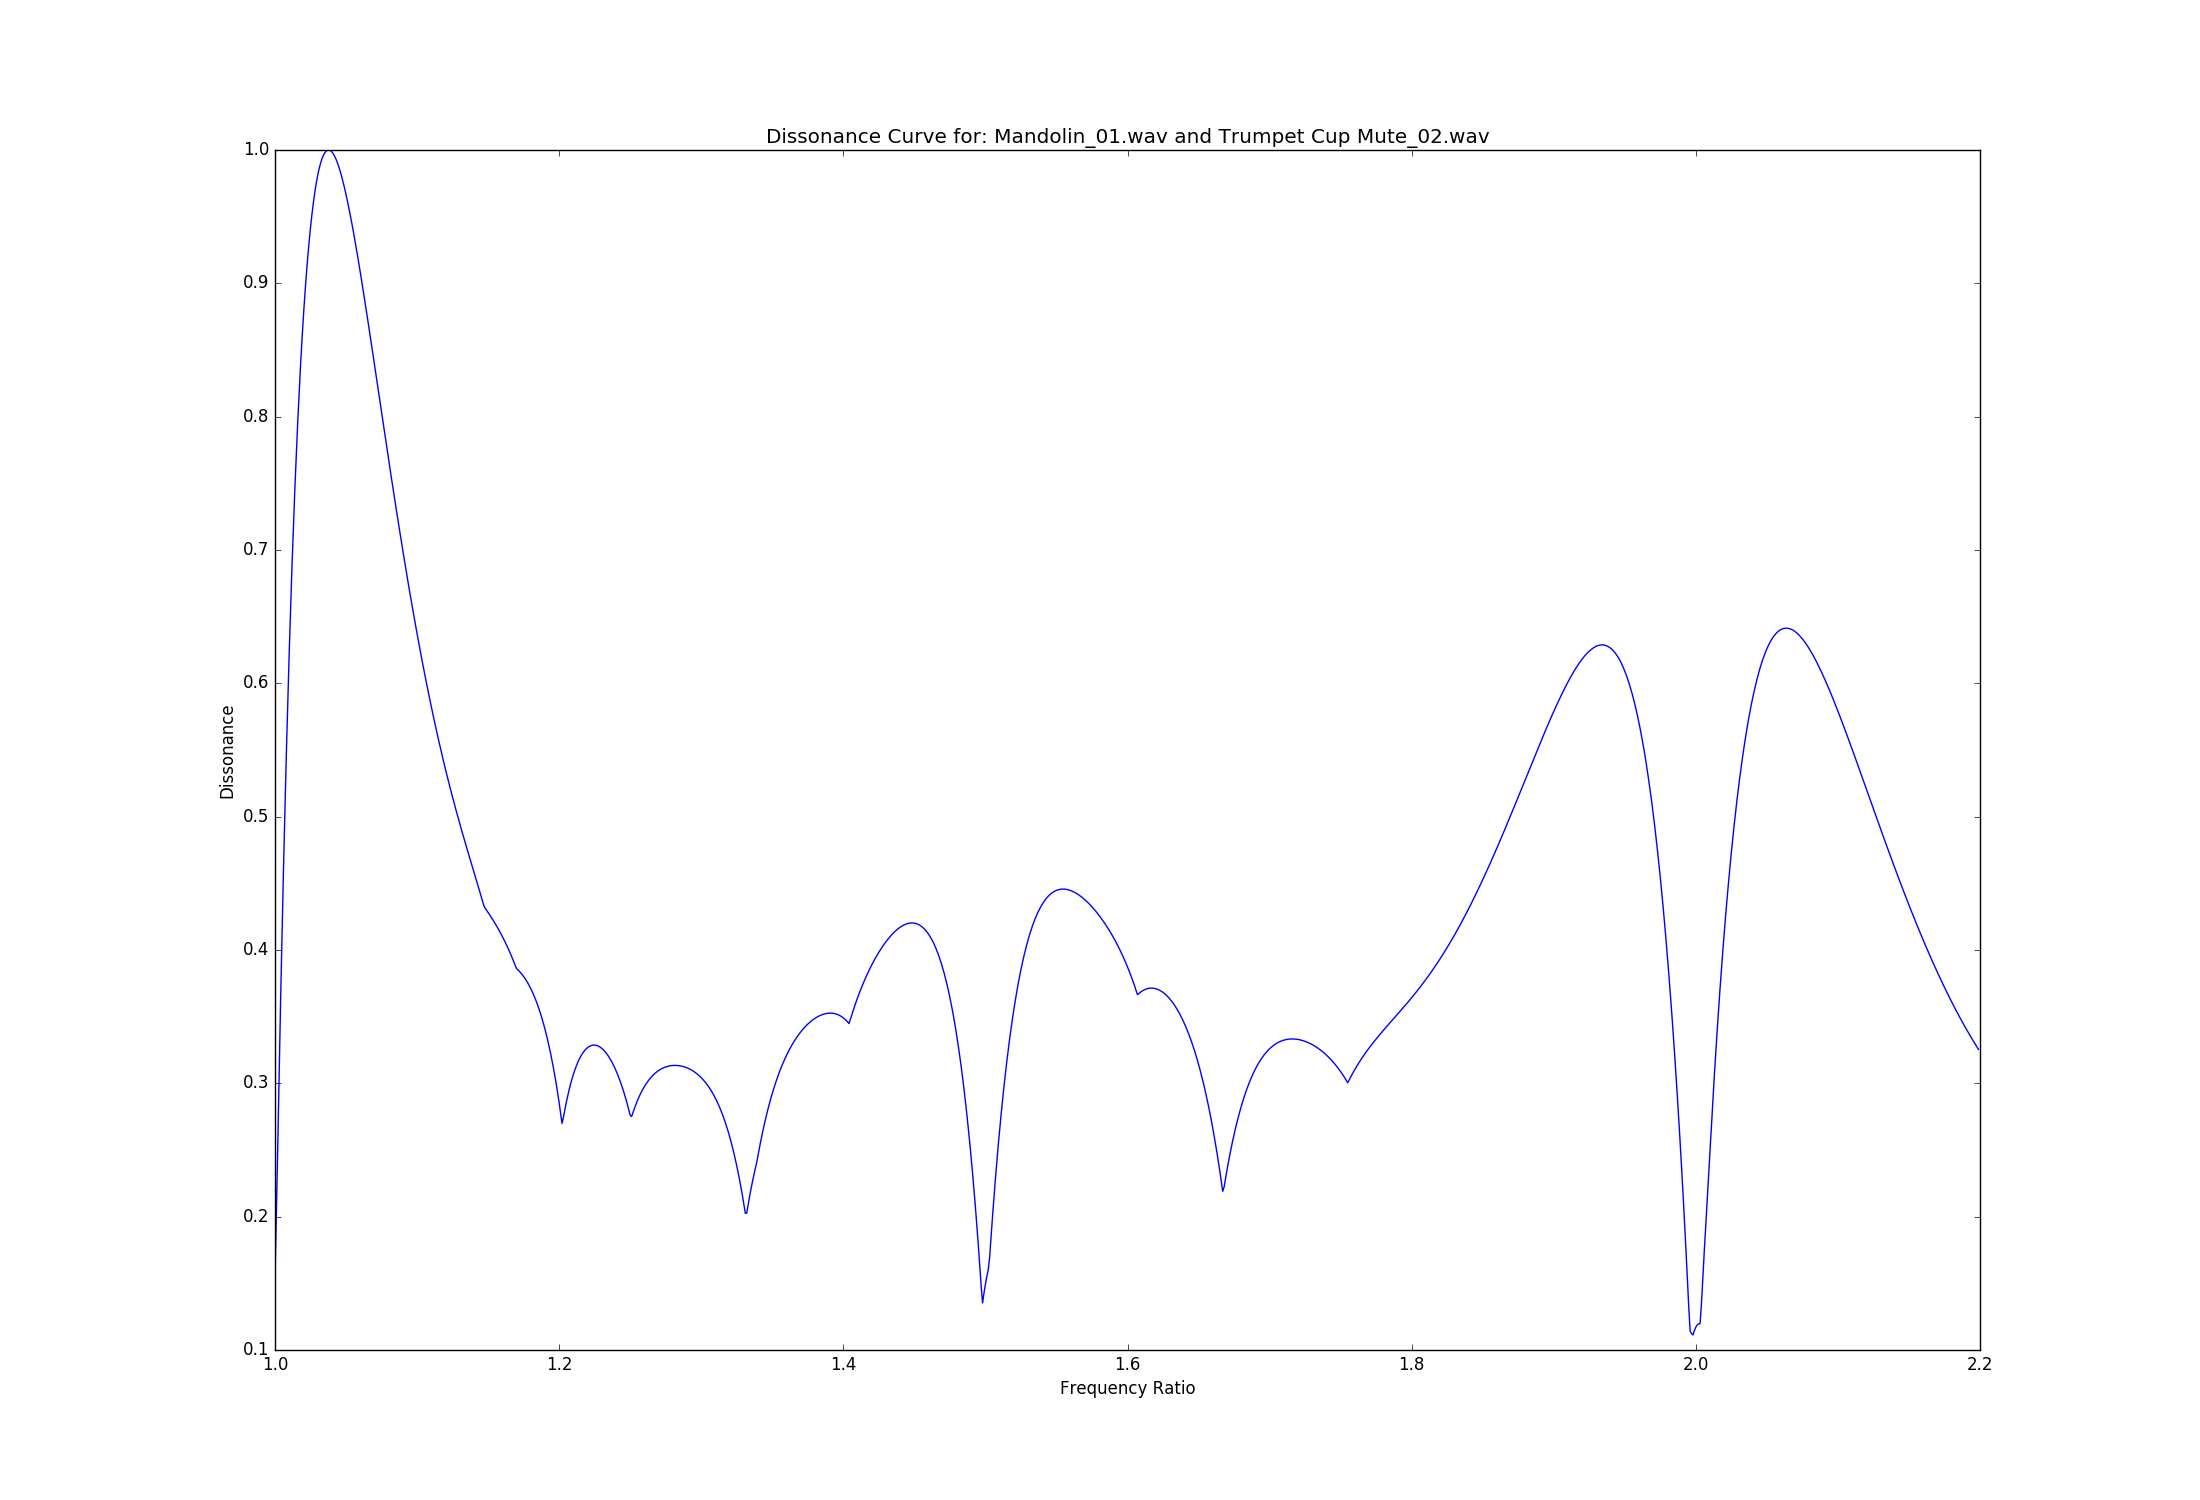 Dissonance Curve for: Mandolin_01.wav and Trumpet Cup Mute_02.wav
1.0
0.9
0.8
0.7
0.6
0.5
0.4
0.3
0.2
0.1
Dissonance
1.0 1.2 1.4 1.6 1.8 2.0 2.2
Frequency Ratio